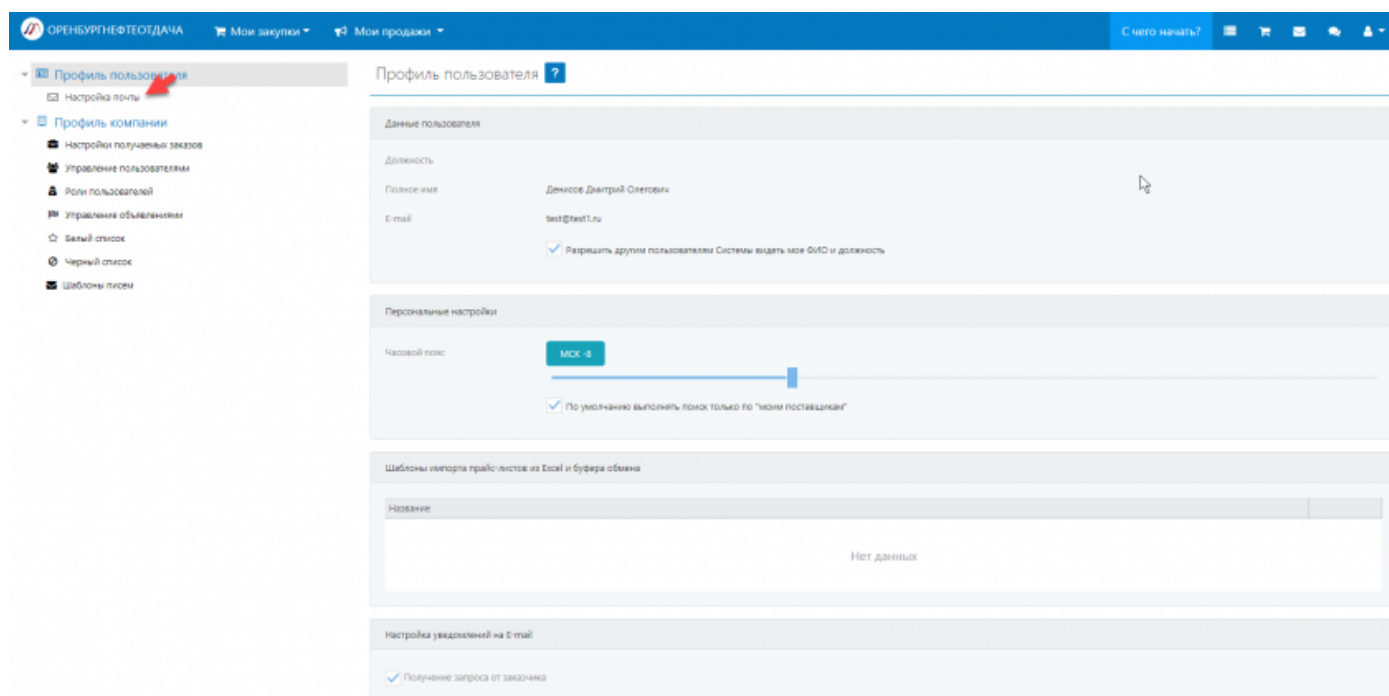 ОРЕНБУРГНЕФТЕОТДАЧА Мои закупки Мои продажи С чего начать?
Профиль пользователя
Настройка почты
Профиль компании
Настройки получаемых заказов
Управление пользователями
Роли пользователей
Управление объявлениями
Белый список
Черный список
Шаблоны писем
Профиль пользователя ?
Данные пользователя
Должность
Полное имя Денисов Дмитрий Олегович
E-mail test@test1.ru
Разрешить другим пользователям Системы видеть мое ФИО и должность
Персональные настройки
Часовой пояс МСК -8
По умолчанию выполнять поиск только по "моим поставщикам"
Шаблоны импорта прайс-листов из Excel и буфера обмена
Название
Нет данных
Настройка уведомлений на E-mail
Получение запроса от заказчика